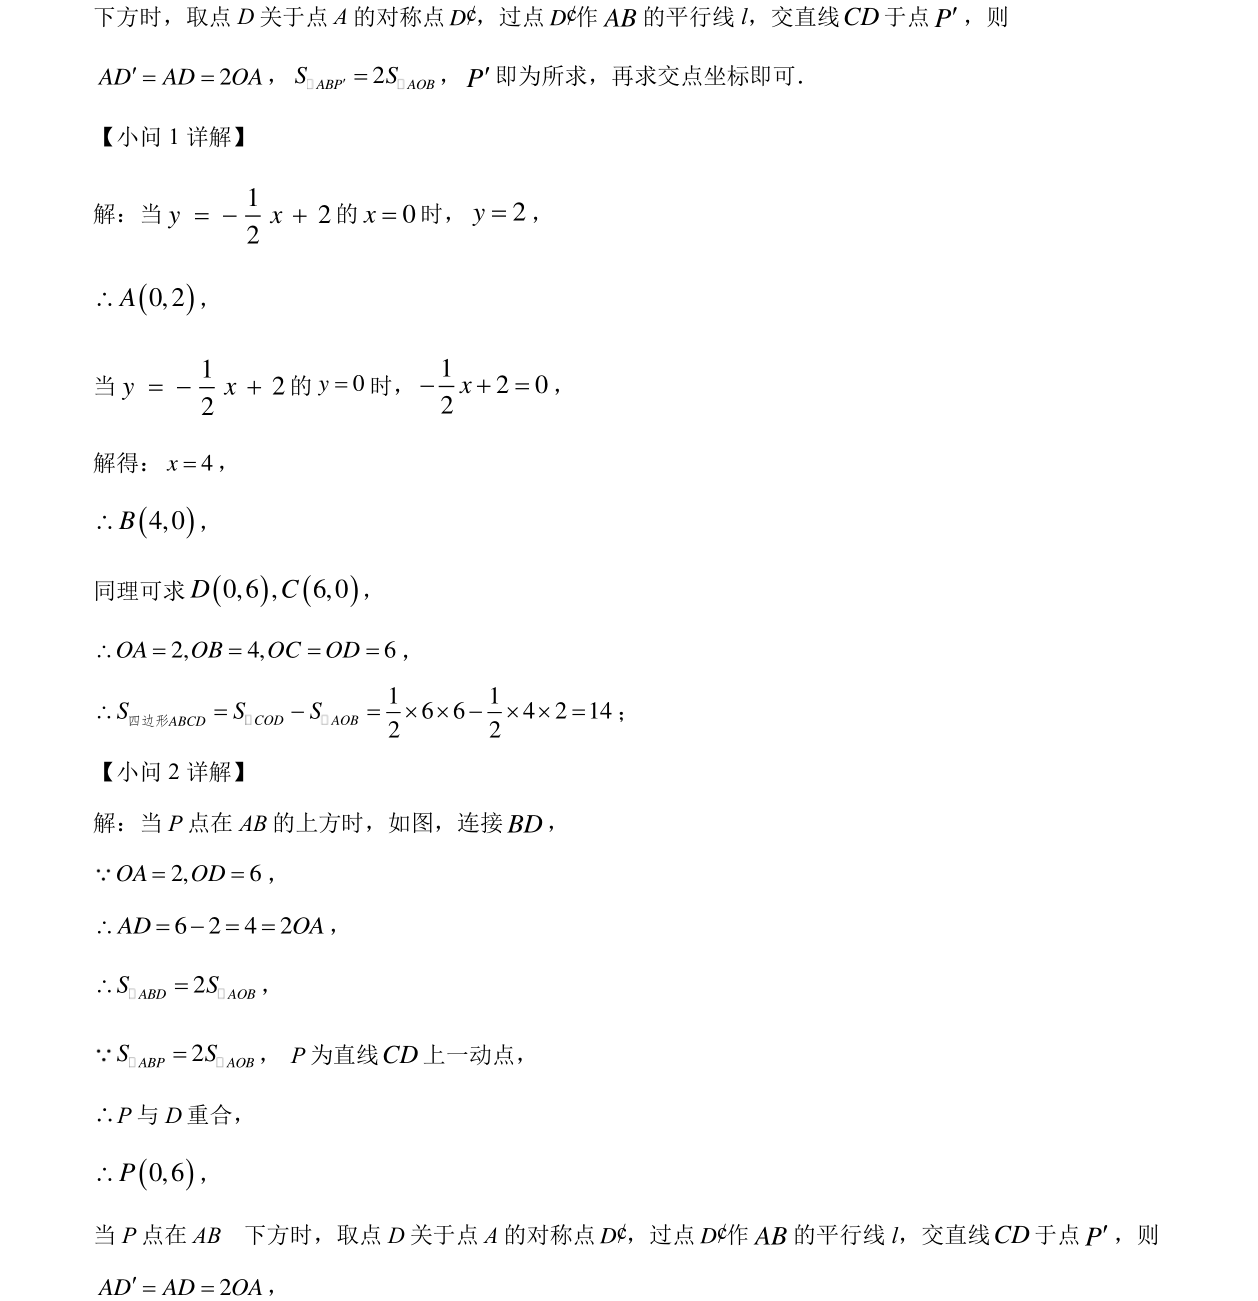 下方时，取点 D 关于点 A 的对称点 D¢，过点 D¢作 AB 的平行线 l，交直线 CD 于点 P′，则
AD′ = AD = 2OA， S□ABP′ = 2S□AOB， P′ 即为所求，再求交点坐标即可．
【小问 1 详解】
解：当 y = −1/2 x + 2 的 x = 0 时， y = 2，
∴A(0,2)，
当 y = −1/2 x + 2 的 y = 0 时， −1/2 x + 2 = 0，
解得： x = 4，
∴B(4,0)，
同理可求 D(0,6),C(6,0)，
∴OA = 2,OB = 4,OC = OD = 6，
∴S四边形ABCD = S□COD − S□AOB = 1/2×6×6−1/2×4×2=14；
【小问 2 详解】
解：当 P 点在 AB 的上方时，如图，连接 BD，
∵OA = 2,OD = 6，
∴AD = 6 − 2 = 4 = 2OA，
∴S□ABD = 2S□AOB，
∵S□ABP = 2S□AOB， P 为直线 CD 上一动点，
∴P 与 D 重合，
∴P(0,6)，
当 P 点在 AB 下方时，取点 D 关于点 A 的对称点 D¢，过点 D¢作 AB 的平行线 l，交直线 CD 于点 P′，则
AD′ = AD = 2OA，